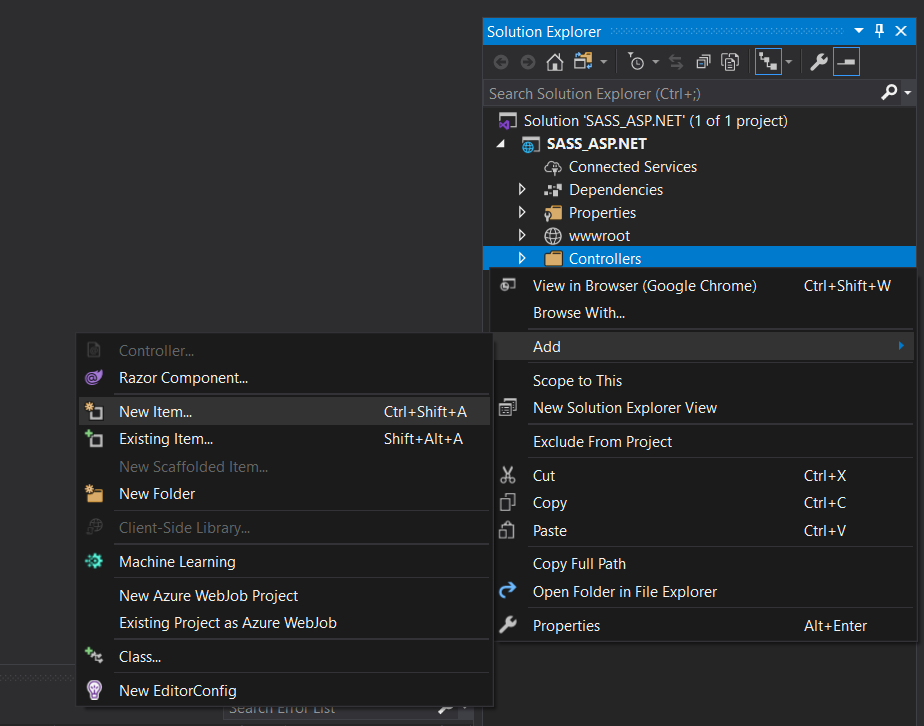 Solution Explorer
Search Solution Explorer (Ctrl+;)
Solution 'SASS_ASP.NET' (1 of 1 project)
SASS_ASP.NET
Connected Services
Dependencies
Properties
wwwroot
Controllers
View in Browser (Google Chrome) Ctrl+Shift+W
Browse With...
Add
Scope to This
New Solution Explorer View
Exclude From Project
Cut Ctrl+X
Copy Ctrl+C
Paste Ctrl+V
Copy Full Path
Open Folder in File Explorer
Properties Alt+Enter
Controller...
Razor Component...
New Item... Ctrl+Shift+A
Existing Item... Shift+Alt+A
New Scaffolded Item...
New Folder
Client-Side Library...
Machine Learning
New Azure WebJob Project
Existing Project as Azure WebJob
Class...
New EditorConfig
Search Error List